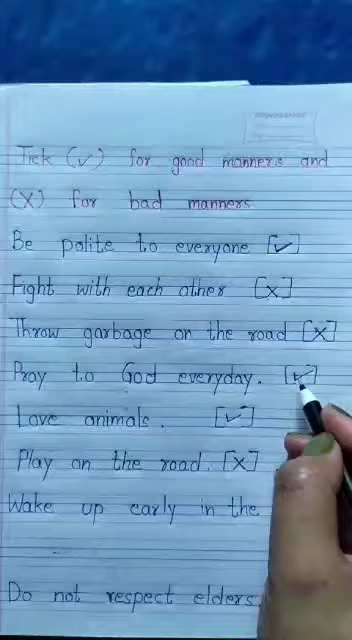 Impressions
Tick (✓) for good manners and
(X) for bad manners
Be polite to everyone [✓]
Fight with each other [X]
Throw garbage on the road [X]
Pray to God everyday. [✓]
Love animals. [✓]
Play on the road. [X]
Wake up early in the
Do not respect elders.